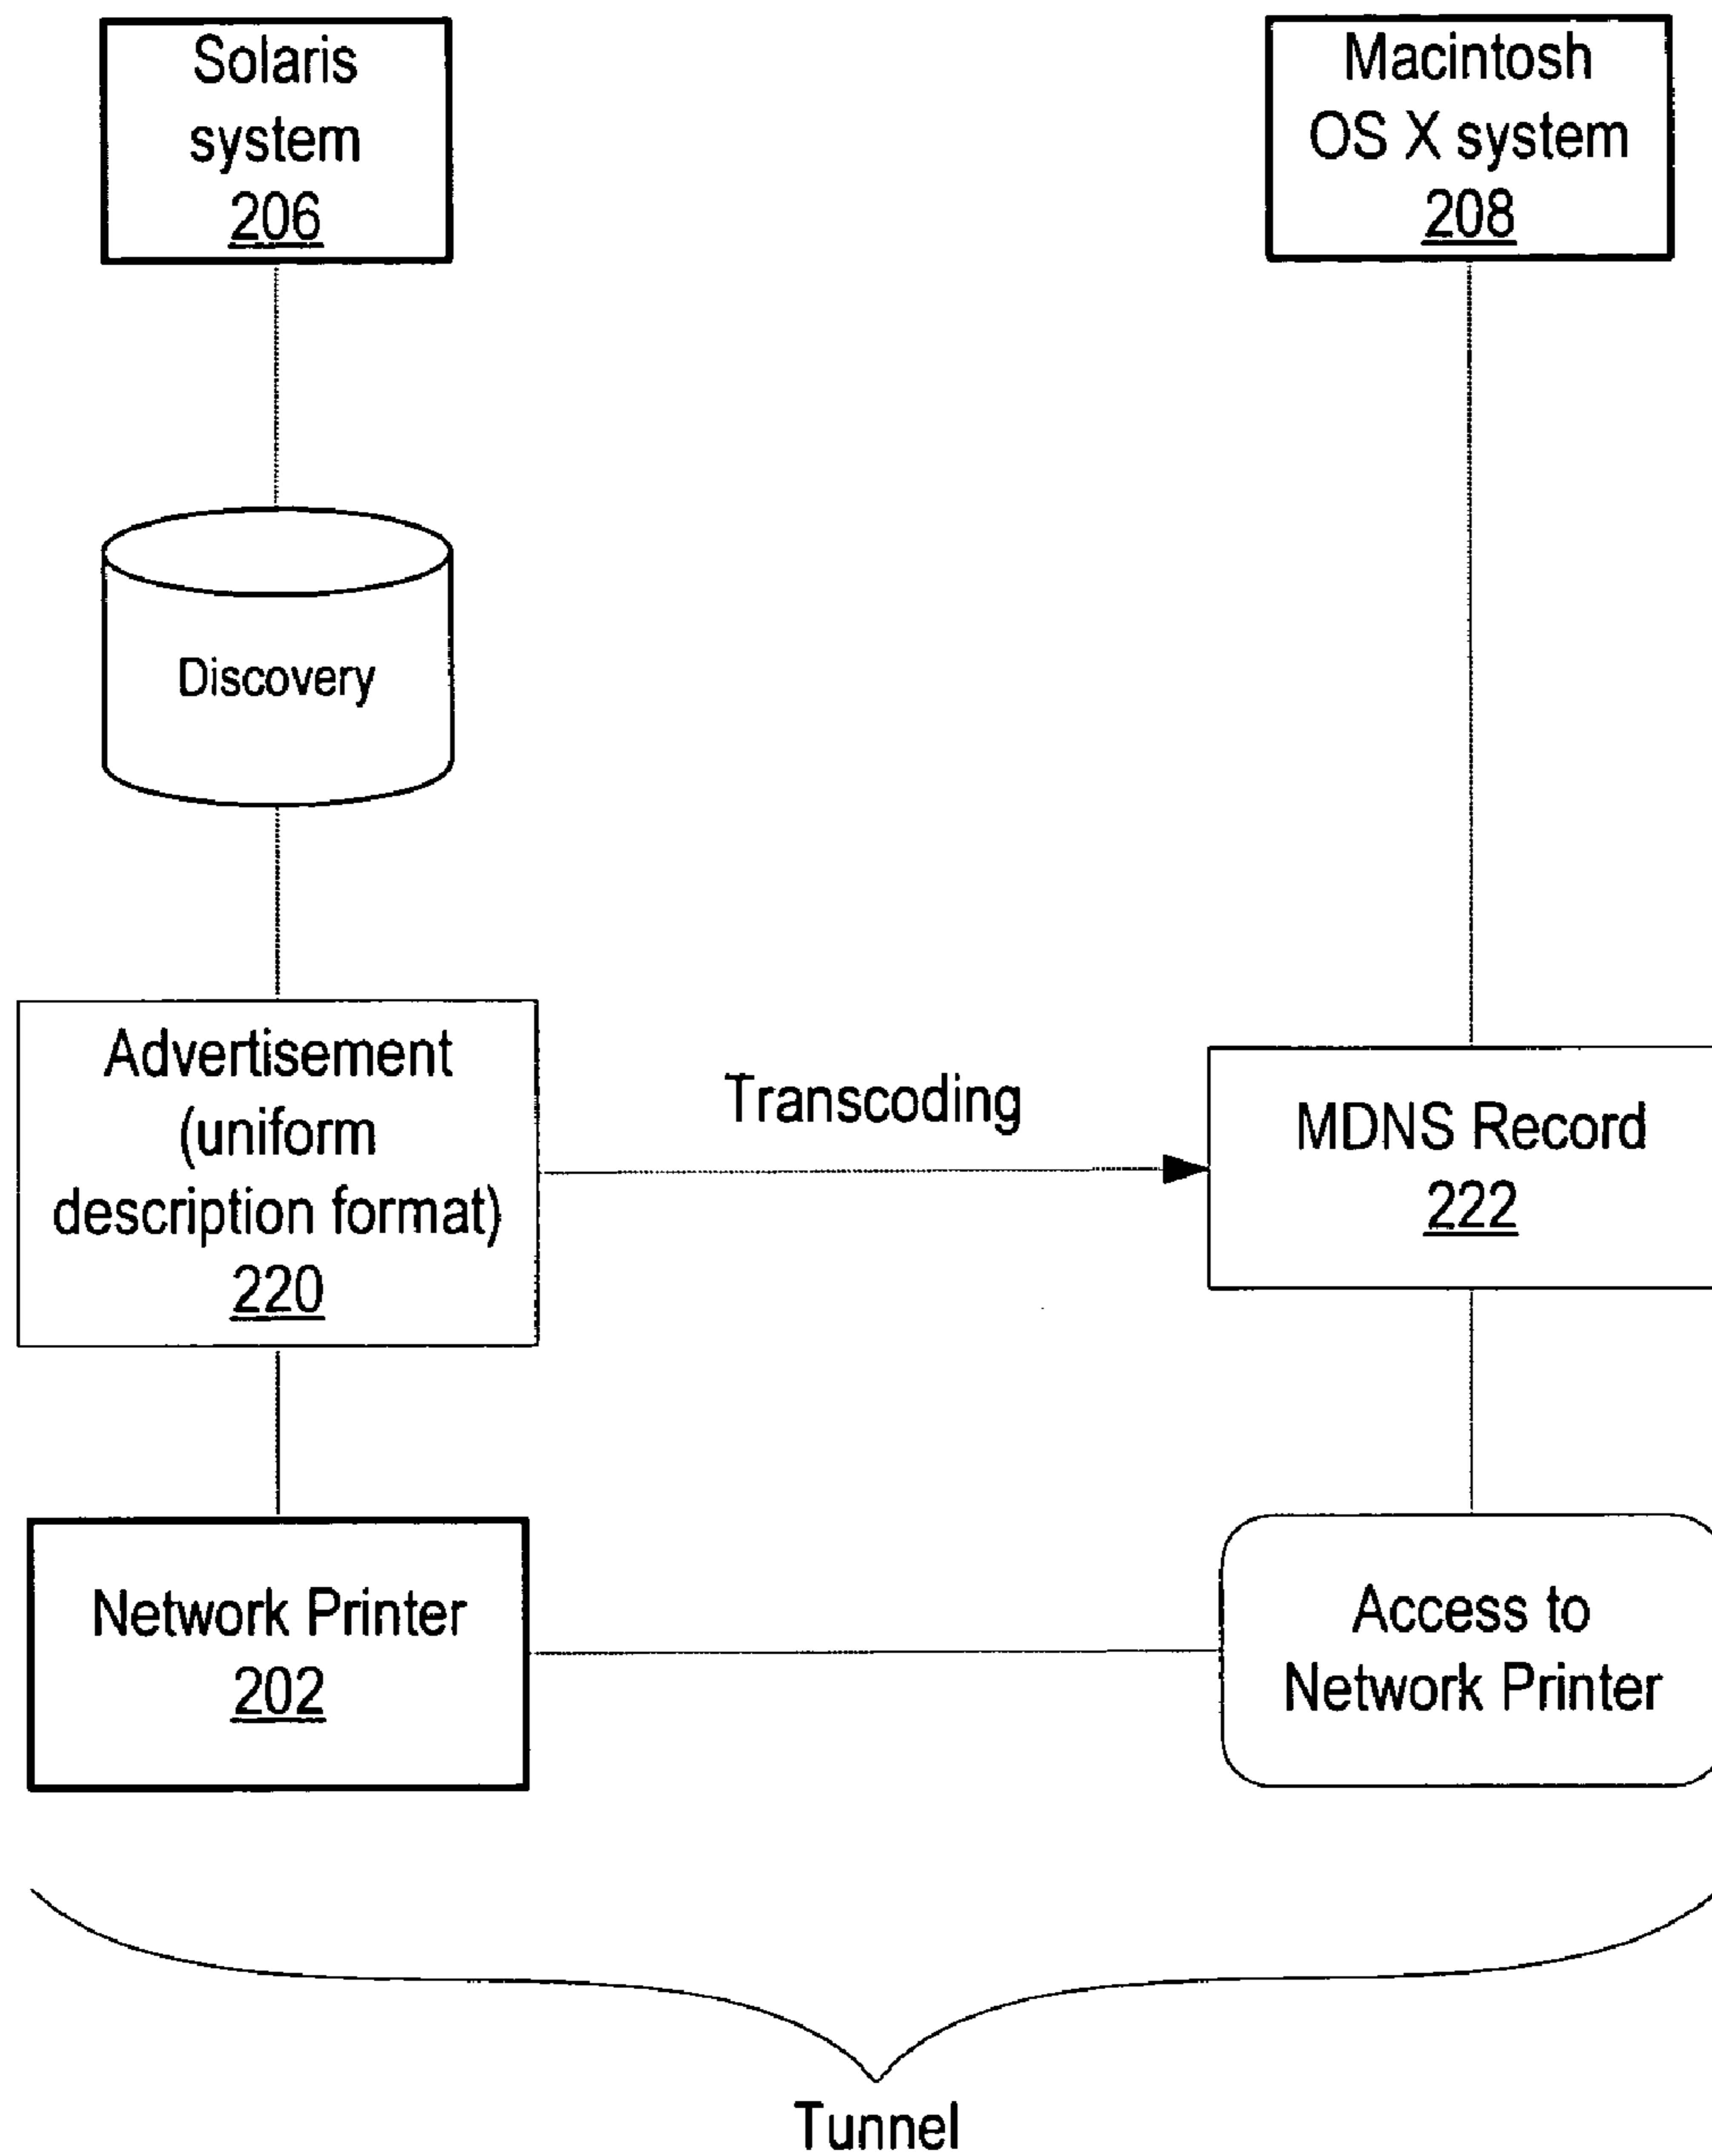 Solaris
system
206
Macintosh
OS X system
208
Discovery
Advertisement
(uniform
description format)
220
Transcoding
MDNS Record
222
Network Printer
202
Access to
Network Printer
Tunnel